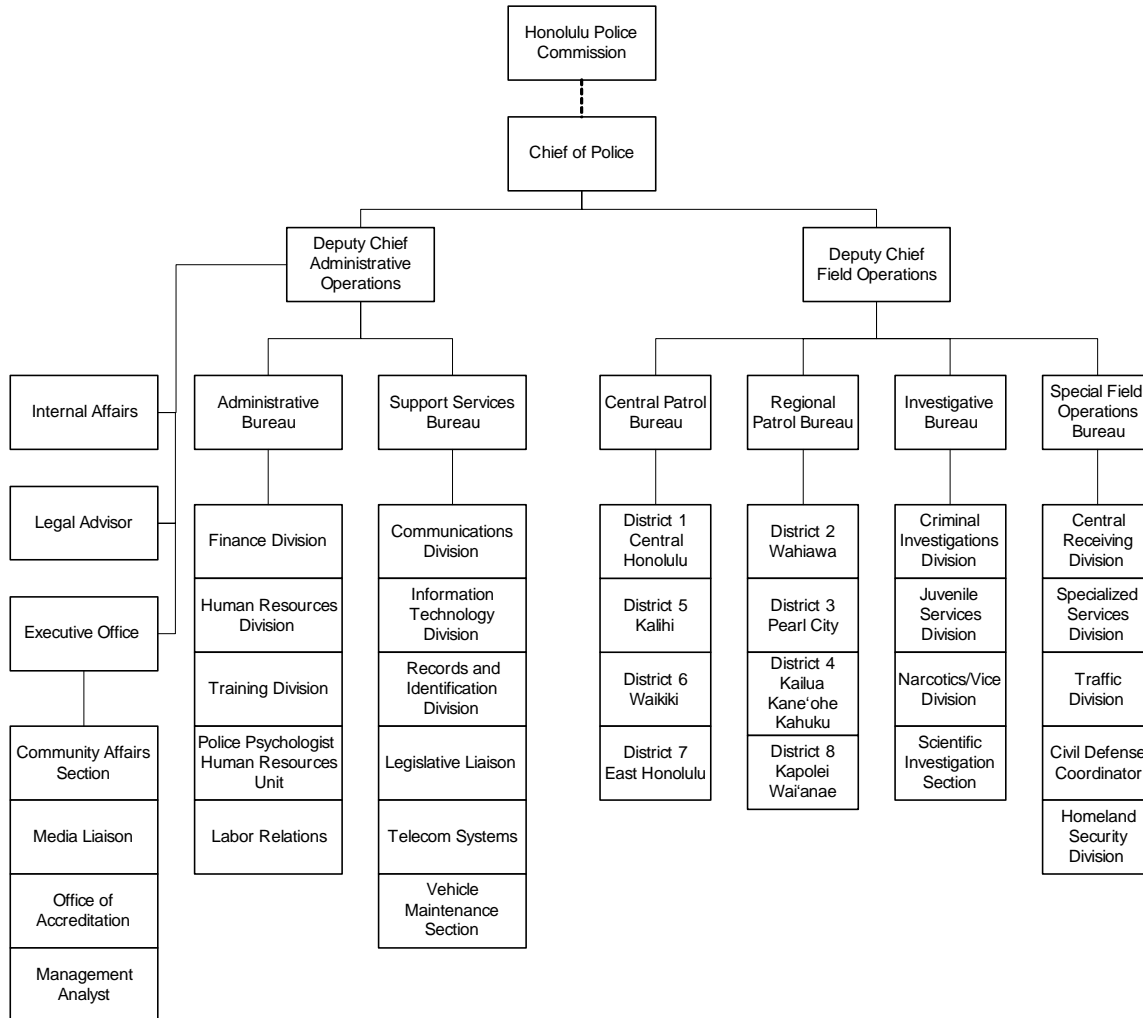 Honolulu Police
Commission
Chief of Police
Deputy Chief
Administrative
Operations
Deputy Chief
Field Operations
Internal Affairs
Legal Advisor
Executive Office
Community Affairs
Section
Media Liaison
Office of
Accreditation
Management
Analyst
Administrative
Bureau
Finance Division
Human Resources
Division
Training Division
Police Psychologist
Human Resources
Unit
Labor Relations
Support Services
Bureau
Communications
Division
Information
Technology
Division
Records and
Identification
Division
Legislative Liaison
Telecom Systems
Vehicle
Maintenance
Section
Central Patrol
Bureau
District 1
Central
Honolulu
District 5
Kalihi
District 6
Waikiki
District 7
East Honolulu
Regional
Patrol Bureau
District 2
Wahiawa
District 3
Pearl City
District 4
Kailua
Kane‘ohe
Kahuku
District 8
Kapolei
Wai‘anae
Investigative
Bureau
Criminal
Investigations
Division
Juvenile
Services
Division
Narcotics/Vice
Division
Scientific
Investigation
Section
Special Field
Operations
Bureau
Central
Receiving
Division
Specialized
Services
Division
Traffic
Division
Civil Defense
Coordinator
Homeland
Security
Division